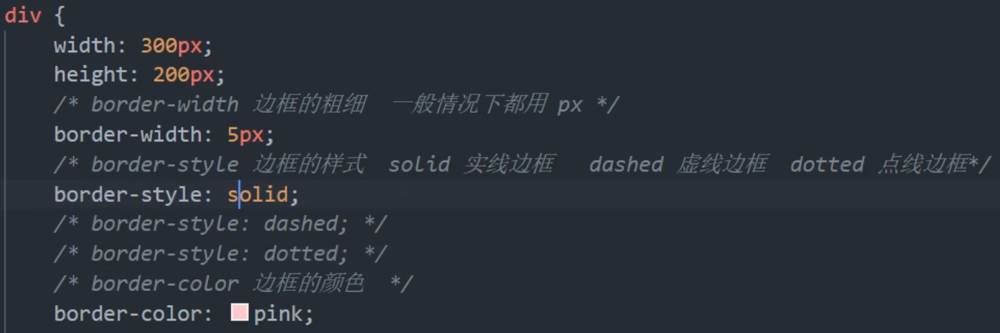 div {
width: 300px;
height: 200px;
/* border-width 边框的粗细  一般情况下都用 px */
border-width: 5px;
/* border-style 边框的样式  solid 实线边框   dashed 虚线边框  dotted 点线边框*/
border-style: solid;
/* border-style: dashed; */
/* border-style: dotted; */
/* border-color 边框的颜色  */
border-color: pink;